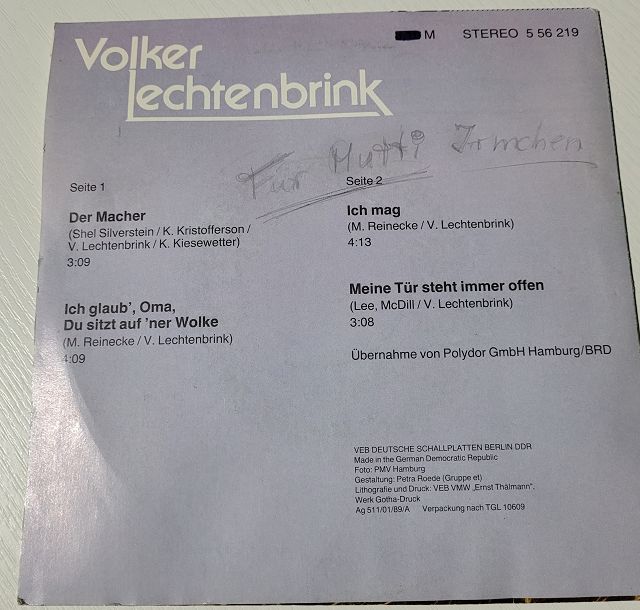 Volker
Lechtenbrink
M STEREO 5 56 219
Für Mutti Irmchen
Seite 1
Der Macher
(Shel Silverstein / K. Kristofferson /
V. Lechtenbrink / K. Kiesewetter)
3:09
Ich glaub', Oma,
Du sitzt auf 'ner Wolke
(M. Reinecke / V. Lechtenbrink)
4:09
Seite 2
Ich mag
(M. Reinecke / V. Lechtenbrink)
4:13
Meine Tür steht immer offen
(Lee, McDill / V. Lechtenbrink)
3:08
Übernahme von Polydor GmbH Hamburg/BRD
VEB DEUTSCHE SCHALLPLATTEN BERLIN DDR
Made in the German Democratic Republic
Foto: PMV Hamburg
Gestaltung: Petra Roede (Gruppe et)
Lithografie und Druck: VEB VMW „Ernst Thälmann",
Werk Gotha-Druck
Ag 511/01/89/A Verpackung nach TGL 10609